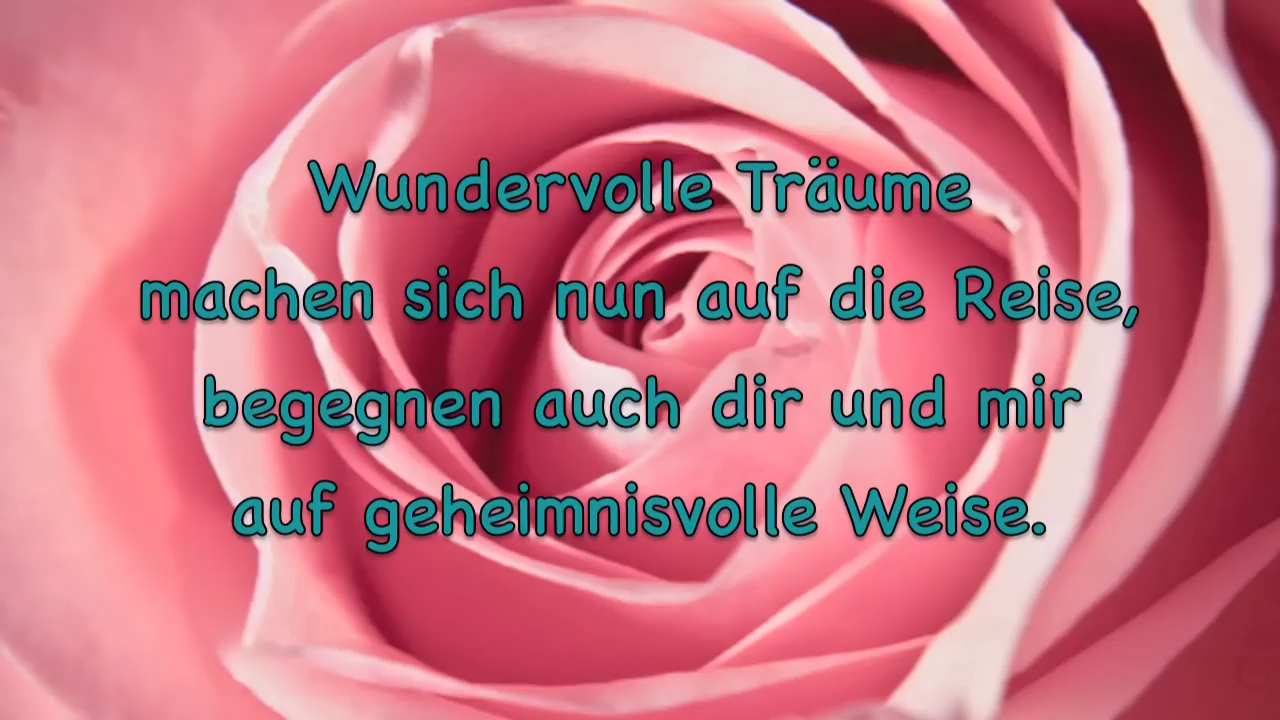 Wundervolle Träume
machen sich nun auf die Reise,
begegnen auch dir und mir
auf geheimnisvolle Weise.